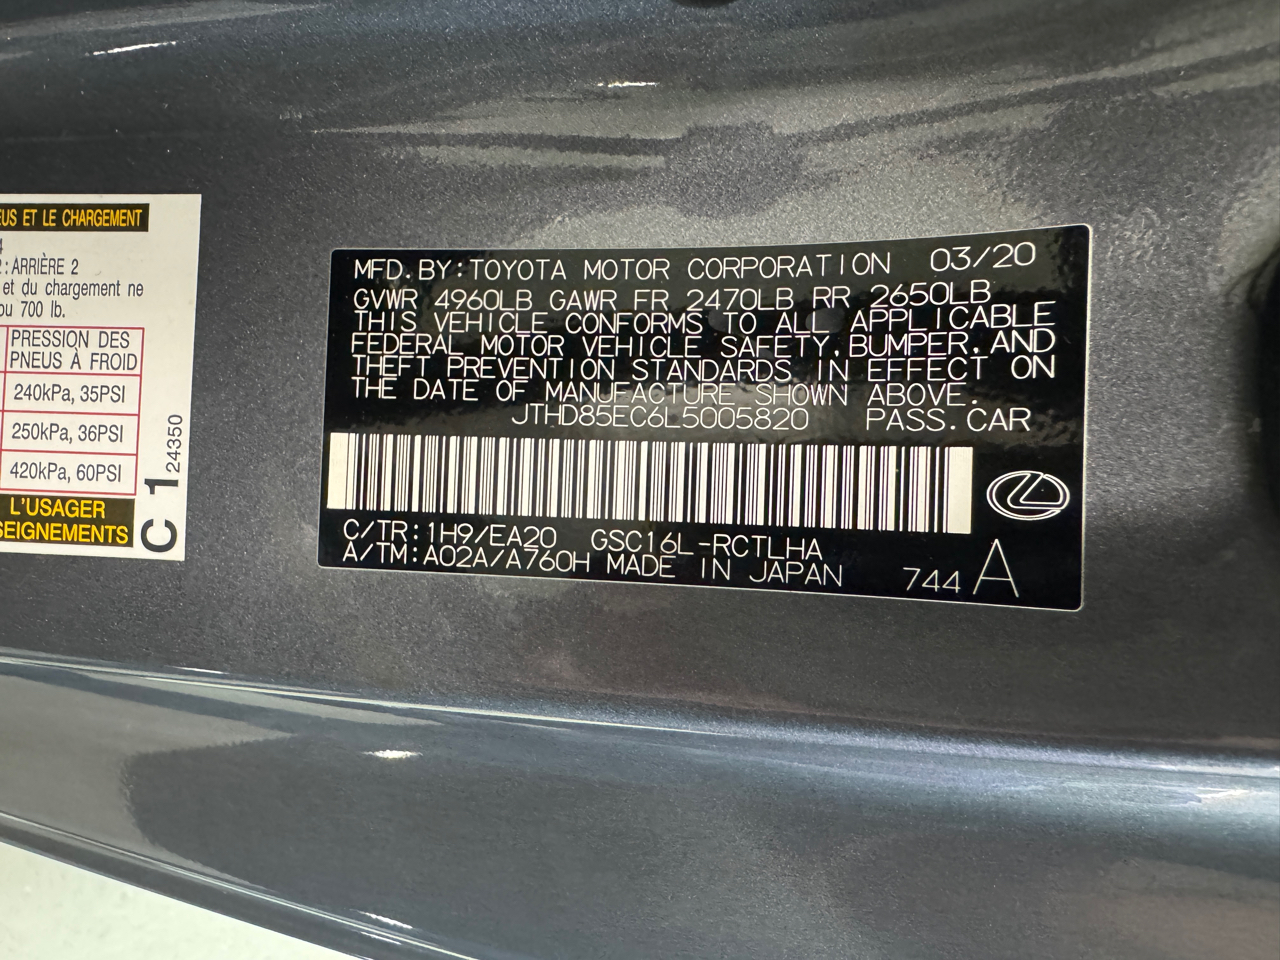 EUS ET LE CHARGEMENT
4
2: ARRIÈRE 2
et du chargement ne
ou 700 lb.
PRESSION DES
PNEUS À FROID
240kPa, 35PSI
250kPa, 36PSI
420kPa, 60PSI
L'USAGER
SEIGNEMENTS
C 1 24350
MFD. BY: TOYOTA MOTOR CORPORATION 03/20
GVWR 4960LB GAWR FR 2470LB RR 2650LB
THIS VEHICLE CONFORMS TO ALL APPLICABLE
FEDERAL MOTOR VEHICLE SAFETY, BUMPER, AND
THEFT PREVENTION STANDARDS IN EFFECT ON
THE DATE OF MANUFACTURE SHOWN ABOVE.
JTHD85EC6L5005820 PASS. CAR
C/TR: 1H9/EA20 GSC16L-RCTLHA
A/TM: A02A/A760H MADE IN JAPAN 744 A